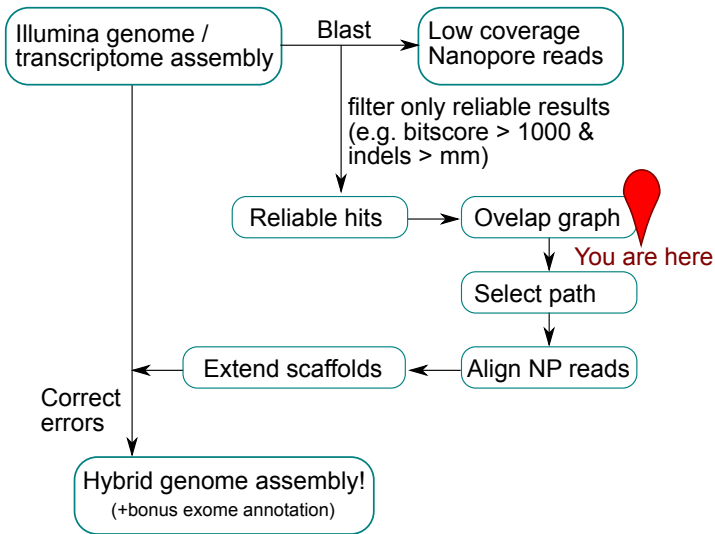 Illumina genome /
transcriptome assembly
Blast
Low coverage
Nanopore reads
filter only reliable results
(e.g. bitscore > 1000 &
indels > mm)
Reliable hits
Ovelap graph
You are here
Select path
Extend scaffolds
Align NP reads
Correct
errors
Hybrid genome assembly!
(+bonus exome annotation)